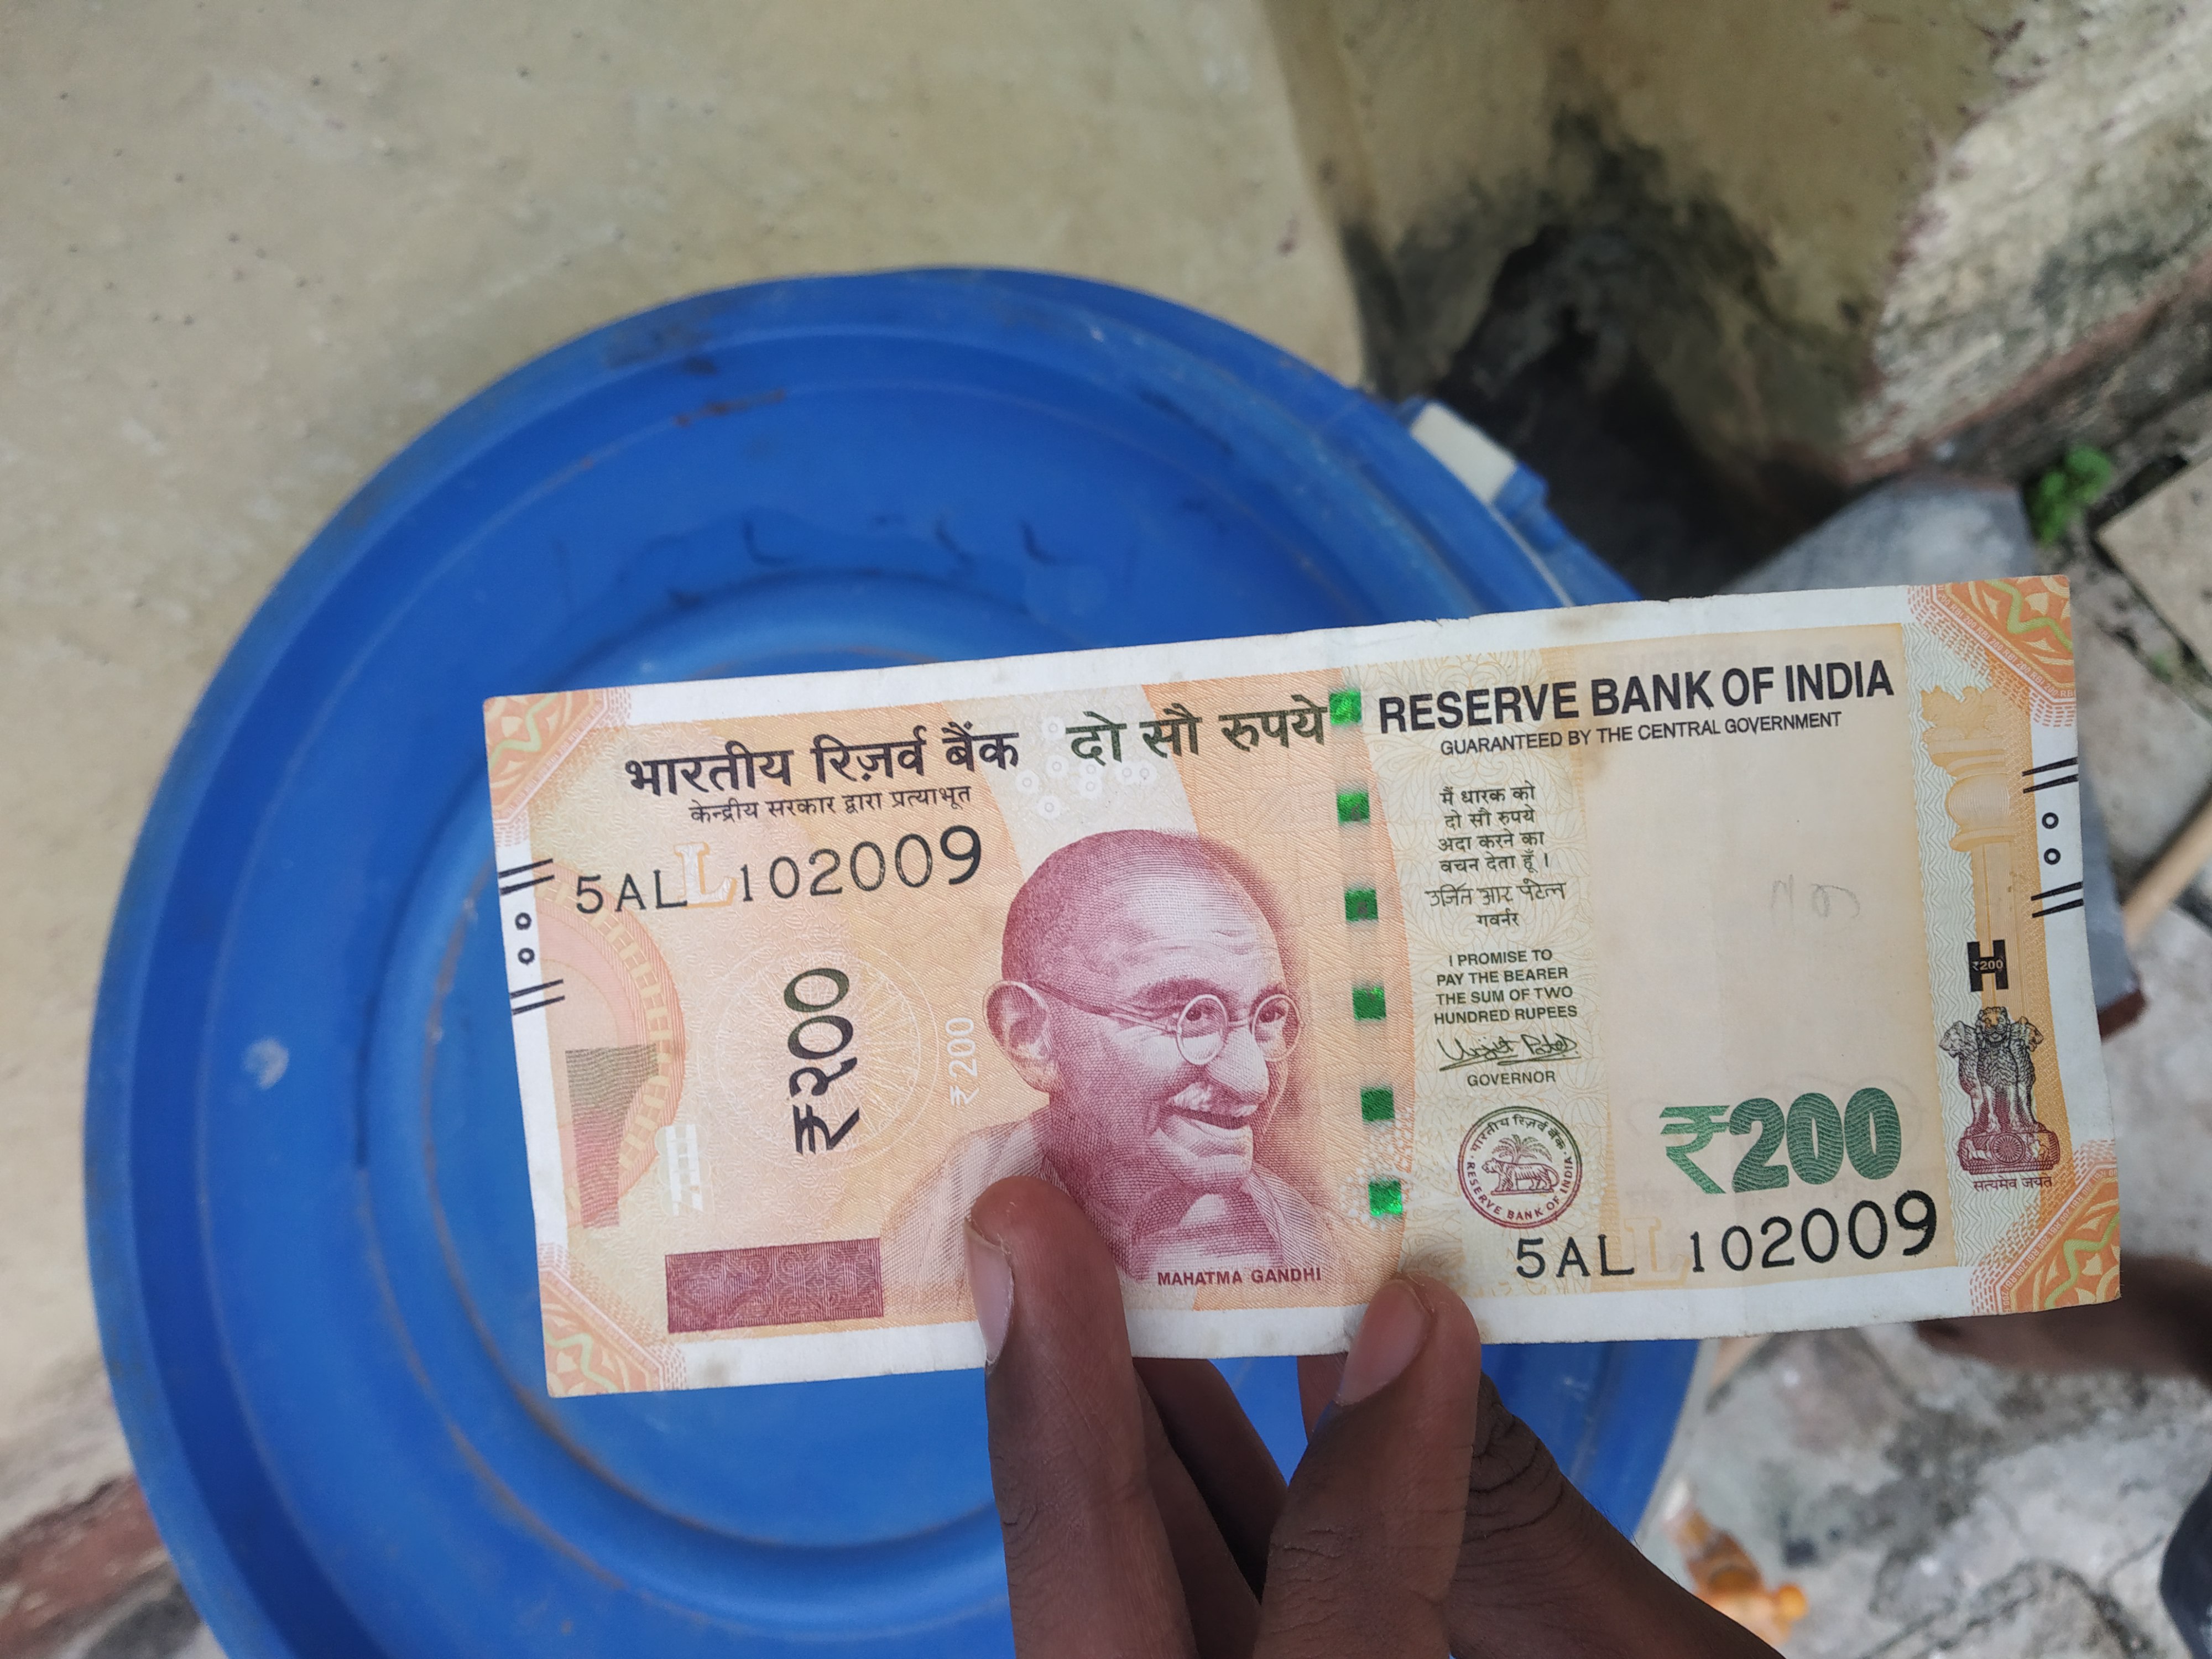 भारतीय रिज़र्व बैंक
केन्द्रीय सरकार द्वारा प्रत्याभूत
दो सौ रुपये
RESERVE BANK OF INDIA
GUARANTEED BY THE CENTRAL GOVERNMENT
5AL 102009
₹२००
₹200
MAHATMA GANDHI
मैं धारक को
दो सौ रुपये
अदा करने का
वचन देता हूँ ।
गवर्नर
I PROMISE TO
PAY THE BEARER
THE SUM OF TWO
HUNDRED RUPEES
GOVERNOR
भारतीय रिज़र्व बैंक
RESERVE BANK OF INDIA
₹200
5AL 102009
₹200
सत्यमेव जयते